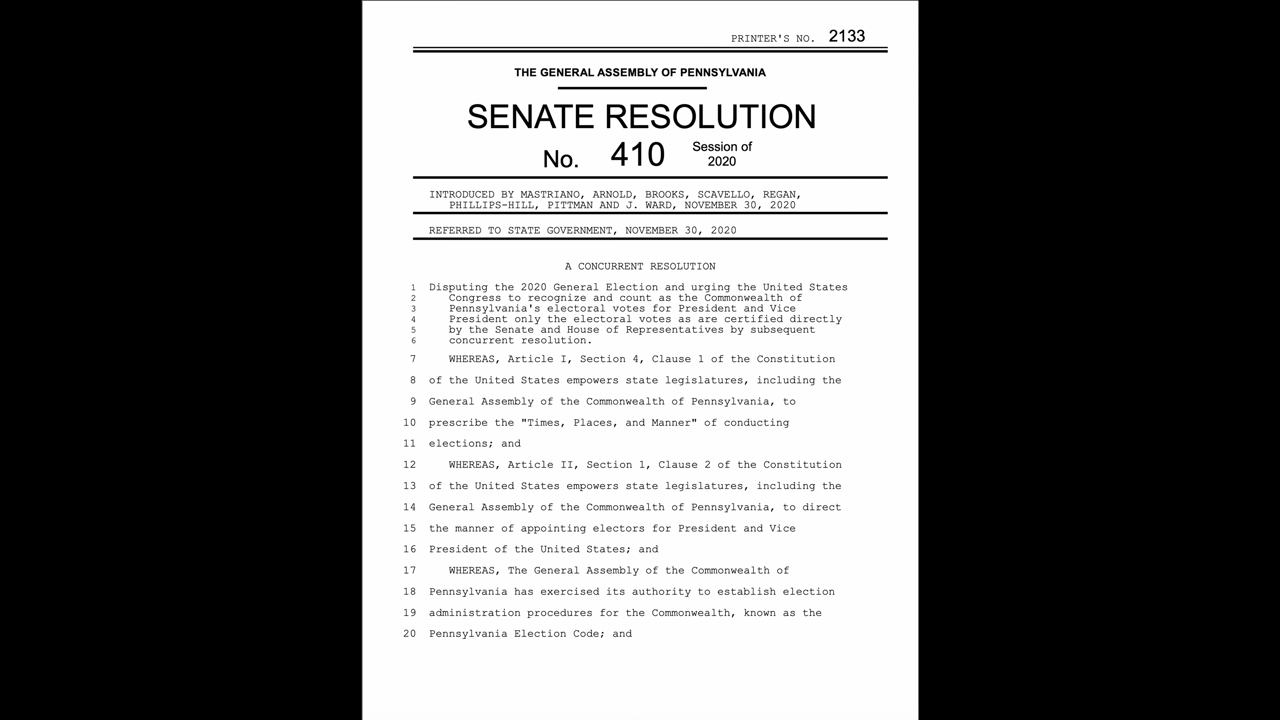 PRINTER'S NO. 2133
THE GENERAL ASSEMBLY OF PENNSYLVANIA
SENATE RESOLUTION
No. 410 Session of
2020
INTRODUCED BY MASTRIANO, ARNOLD, BROOKS, SCAVELLO, REGAN,
PHILLIPS-HILL, PITTMAN AND J. WARD, NOVEMBER 30, 2020
REFERRED TO STATE GOVERNMENT, NOVEMBER 30, 2020
A CONCURRENT RESOLUTION
1 Disputing the 2020 General Election and urging the United States
2 Congress to recognize and count as the Commonwealth of
3 Pennsylvania's electoral votes for President and Vice
4 President only the electoral votes as are certified directly
5 by the Senate and House of Representatives by subsequent
6 concurrent resolution.
7 WHEREAS, Article I, Section 4, Clause 1 of the Constitution
8 of the United States empowers state legislatures, including the
9 General Assembly of the Commonwealth of Pennsylvania, to
10 prescribe the "Times, Places, and Manner" of conducting
11 elections; and
12 WHEREAS, Article II, Section 1, Clause 2 of the Constitution
13 of the United States empowers state legislatures, including the
14 General Assembly of the Commonwealth of Pennsylvania, to direct
15 the manner of appointing electors for President and Vice
16 President of the United States; and
17 WHEREAS, The General Assembly of the Commonwealth of
18 Pennsylvania has exercised its authority to establish election
19 administration procedures for the Commonwealth, known as the
20 Pennsylvania Election Code; and